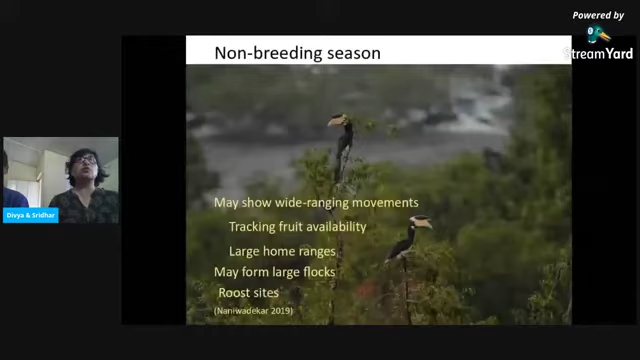 Powered by
StreamYard
Non-breeding season
May show wide-ranging movements
Tracking fruit availability
Large home ranges
May form large flocks
Roost sites
(Naniwadekar 2019)
Divya & Sridhar